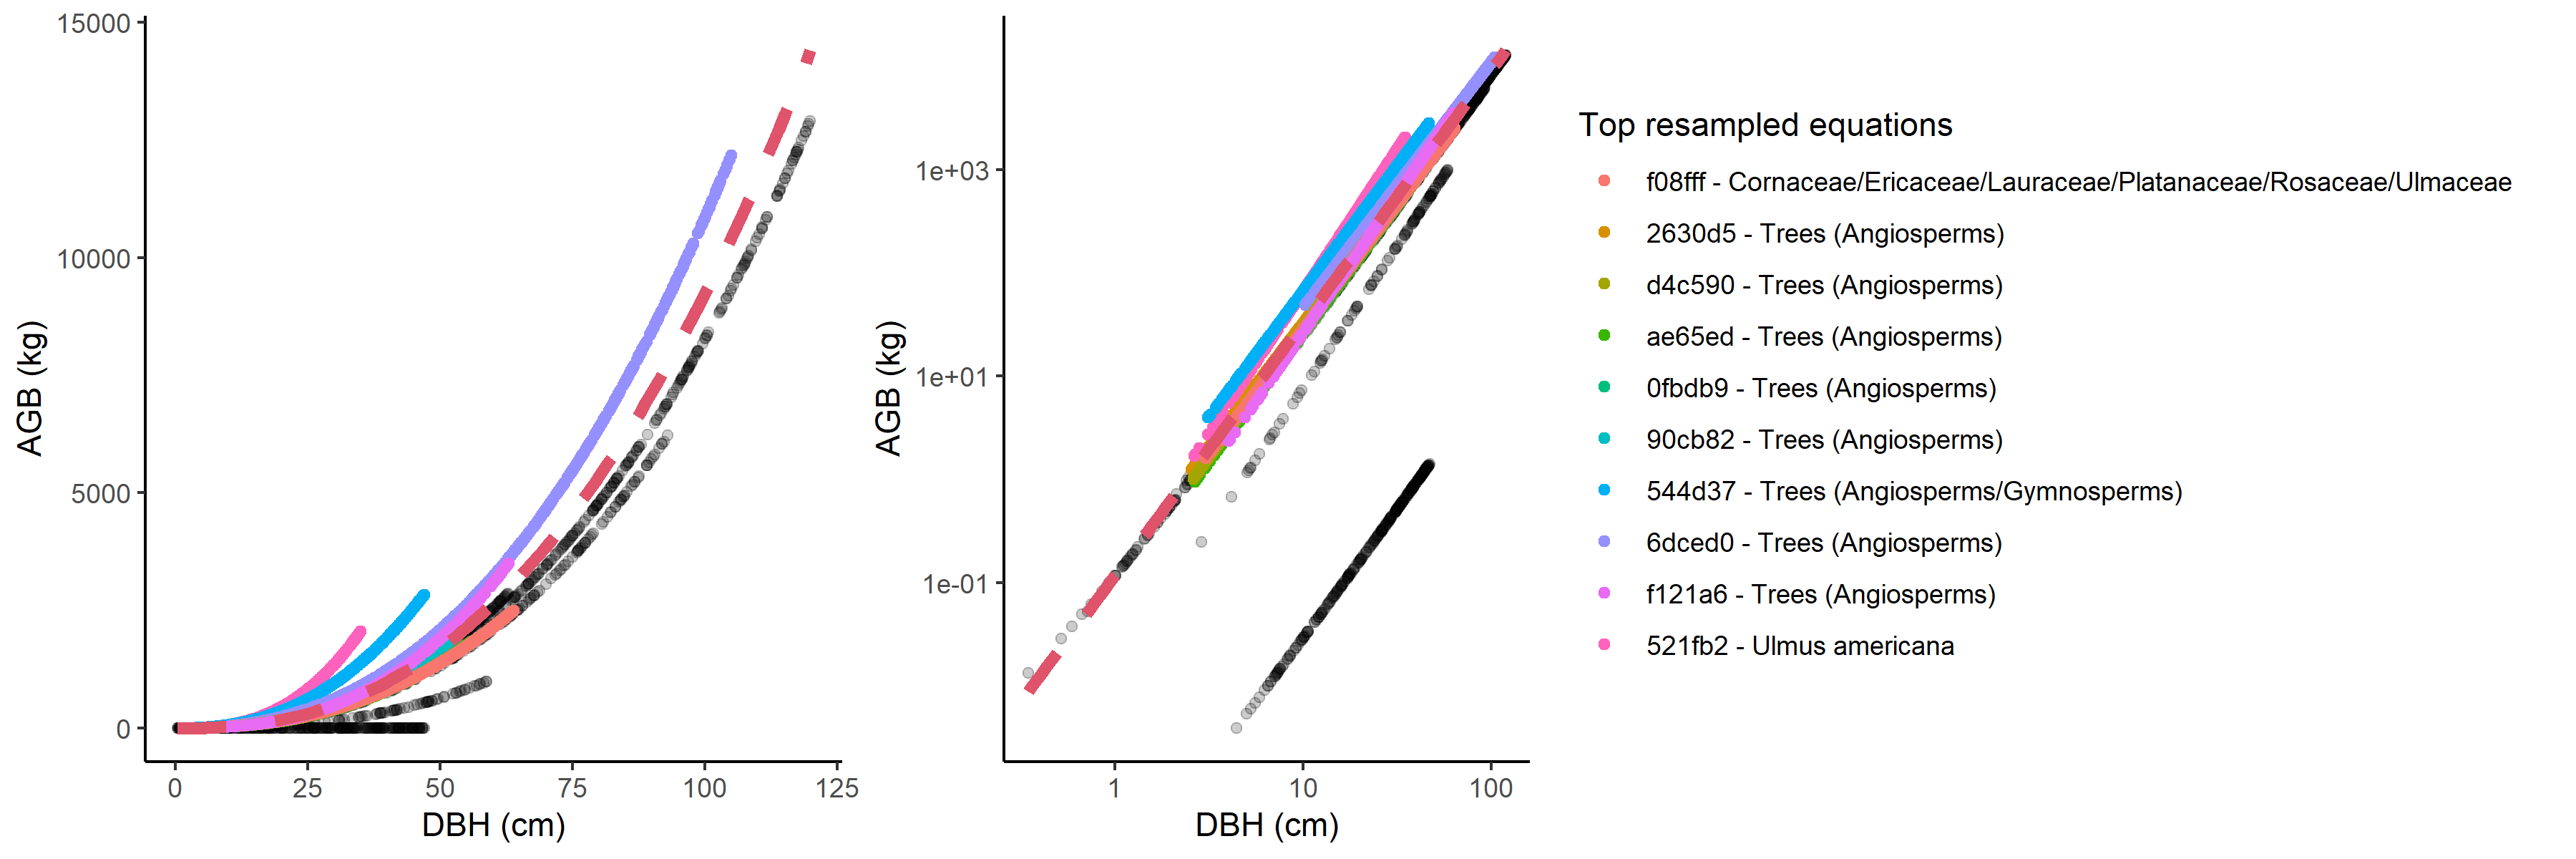 15000
10000
5000
0
AGB (kg)
0
25
50
75
100
125
DBH (cm)
1e+03
1e+01
1e-01
AGB (kg)
1
10
100
DBH (cm)
Top resampled equations
f08fff - Cornaceae/Ericaceae/Lauraceae/Platanaceae/Rosaceae/Ulmaceae
2630d5 - Trees (Angiosperms)
d4c590 - Trees (Angiosperms)
ae65ed - Trees (Angiosperms)
0fbdb9 - Trees (Angiosperms)
90cb82 - Trees (Angiosperms)
544d37 - Trees (Angiosperms/Gymnosperms)
6dced0 - Trees (Angiosperms)
f121a6 - Trees (Angiosperms)
521fb2 - Ulmus americana